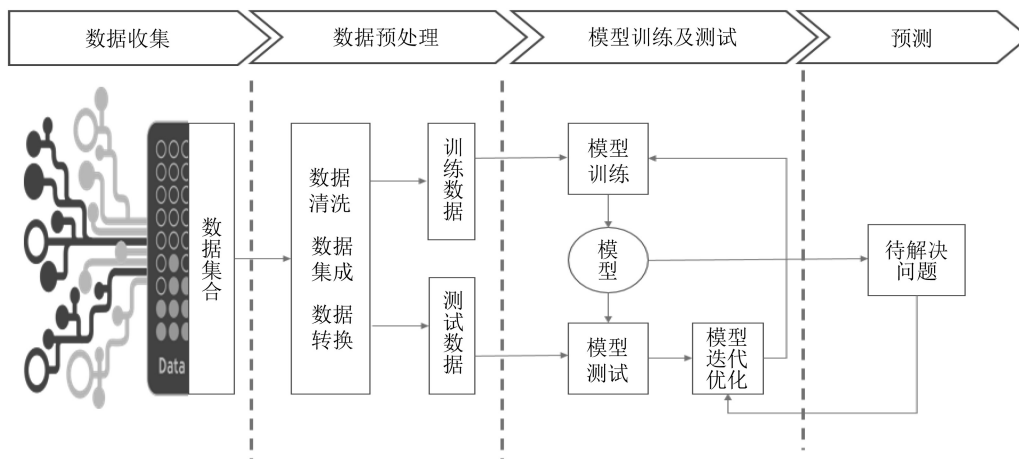 数据收集
数据预处理
模型训练及测试
预测
Data
数据集合
数据
清洗
数据
集成
数据
转换
训练数据
测试数据
模型
训练
模型
模型
测试
模型
迭代
优化
待解决
问题